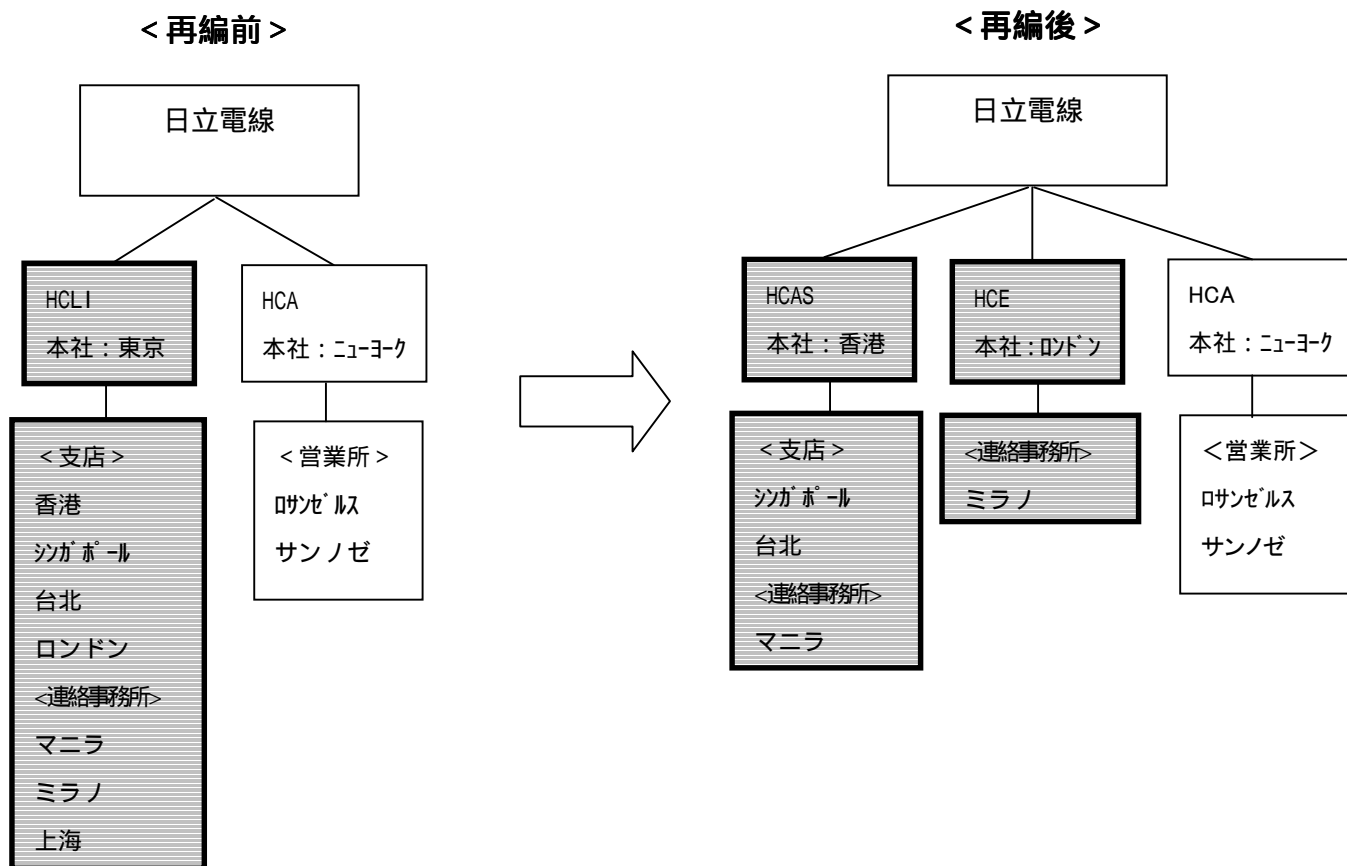 ＜再編前＞
日立電線
HCLI
本社：東京
HCA
本社：ﾆｭｰﾖｰｸ
＜支店＞
香港
ｼﾝｶﾞﾎﾟｰﾙ
台北
ロンドン
<連絡事務所>
マニラ
ミラノ
上海
＜営業所＞
ﾛｻﾝｾﾞﾙｽ
サンノゼ
＜再編後＞
日立電線
HCAS
本社：香港
HCE
本社：ﾛﾝﾄﾞﾝ
HCA
本社：ﾆｭｰﾖｰｸ
＜支店＞
ｼﾝｶﾞﾎﾟｰﾙ
台北
<連絡事務所>
マニラ
<連絡事務所>
ミラノ
＜営業所＞
ﾛｻﾝｾﾞﾙｽ
サンノゼ